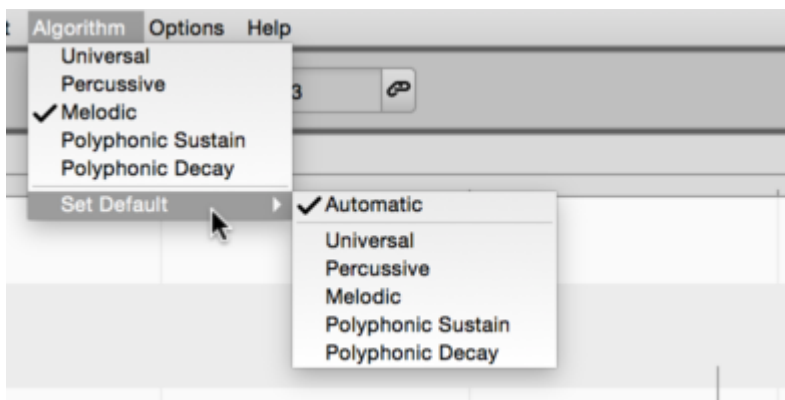 Algorithm Options Help
Universal
Percussive
3
Melodic
Polyphonic Sustain
Polyphonic Decay
Set Default
Automatic
Universal
Percussive
Melodic
Polyphonic Sustain
Polyphonic Decay